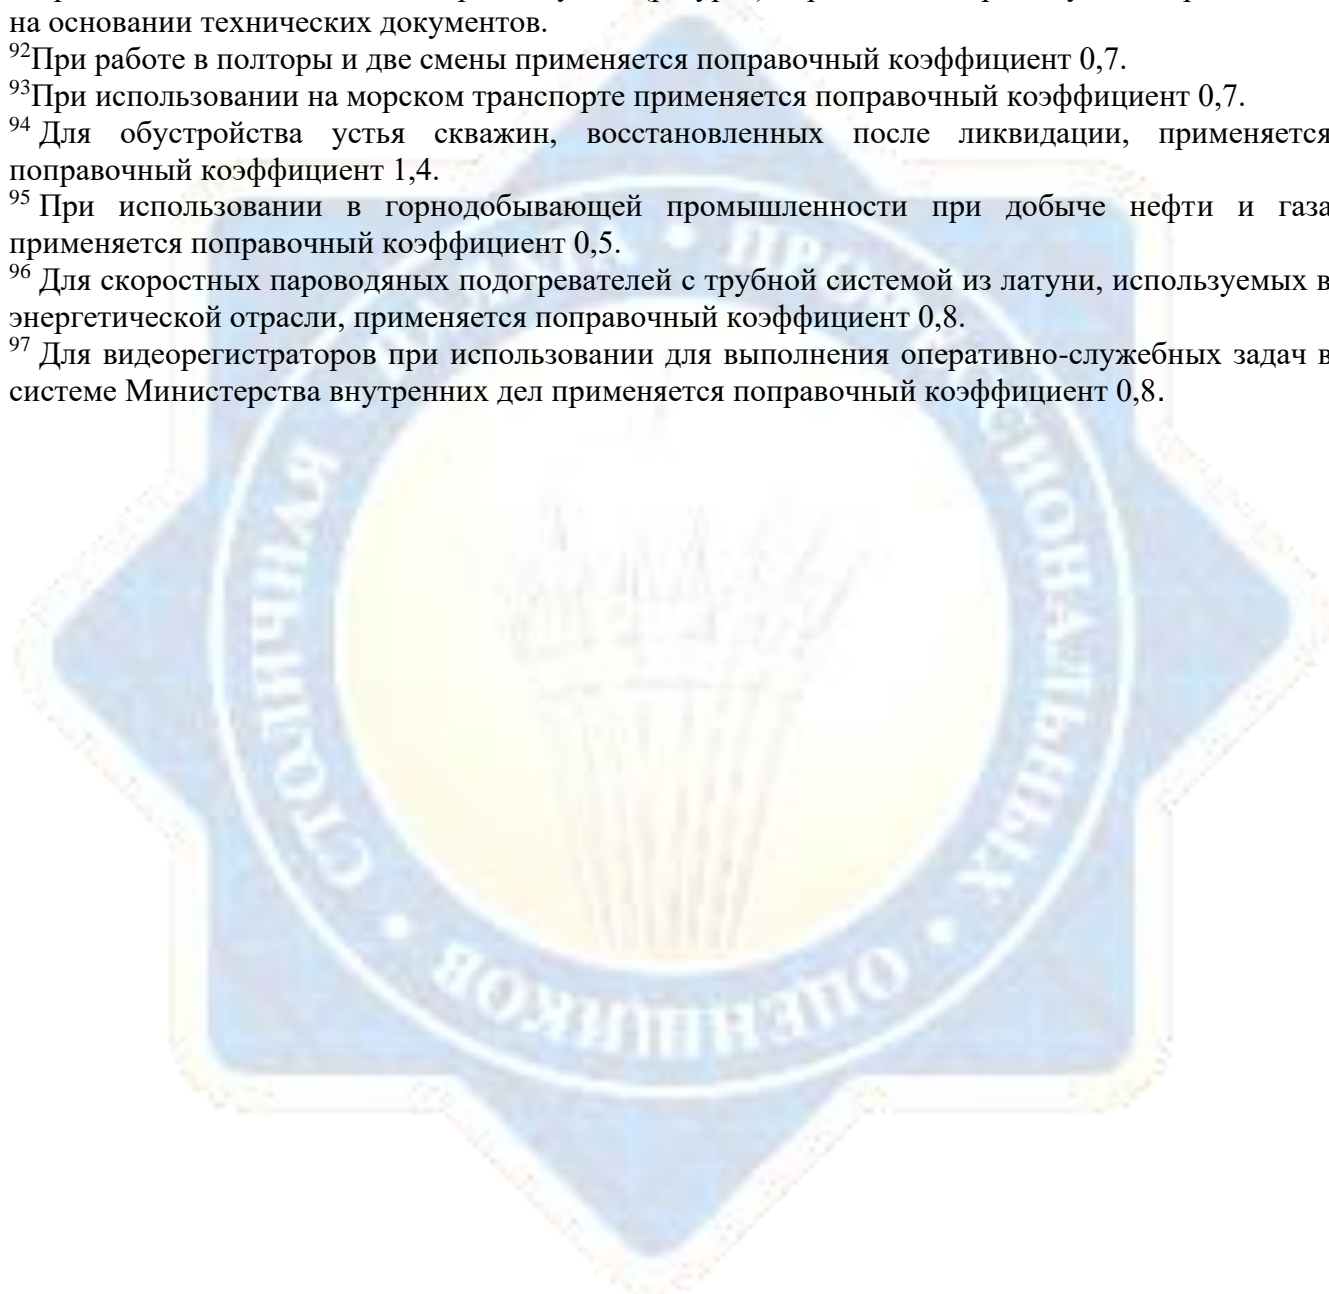 на основании технических документов.
⁹²При работе в полторы и две смены применяется поправочный коэффициент 0,7.
⁹³При использовании на морском транспорте применяется поправочный коэффициент 0,7.
⁹⁴ Для обустройства устья скважин, восстановленных после ликвидации, применяется
поправочный коэффициент 1,4.
⁹⁵ При использовании в горнодобывающей промышленности при добыче нефти и газа
применяется поправочный коэффициент 0,5.
⁹⁶ Для скоростных пароводяных подогревателей с трубной системой из латуни, используемых в
энергетической отрасли, применяется поправочный коэффициент 0,8.
⁹⁷ Для видеорегистраторов при использовании для выполнения оперативно-служебных задач в
системе Министерства внутренних дел применяется поправочный коэффициент 0,8.
ОЦЕНЩИКОВ